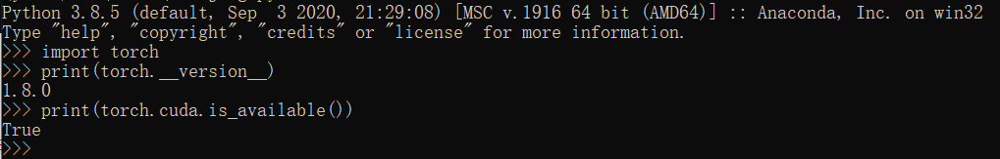 Python 3.8.5 (default, Sep  3 2020, 21:29:08) [MSC v.1916 64 bit (AMD64)] :: Anaconda, Inc. on win32
Type "help", "copyright", "credits" or "license" for more information.
>>> import torch
>>> print(torch.__version__)
1.8.0
>>> print(torch.cuda.is_available())
True
>>>